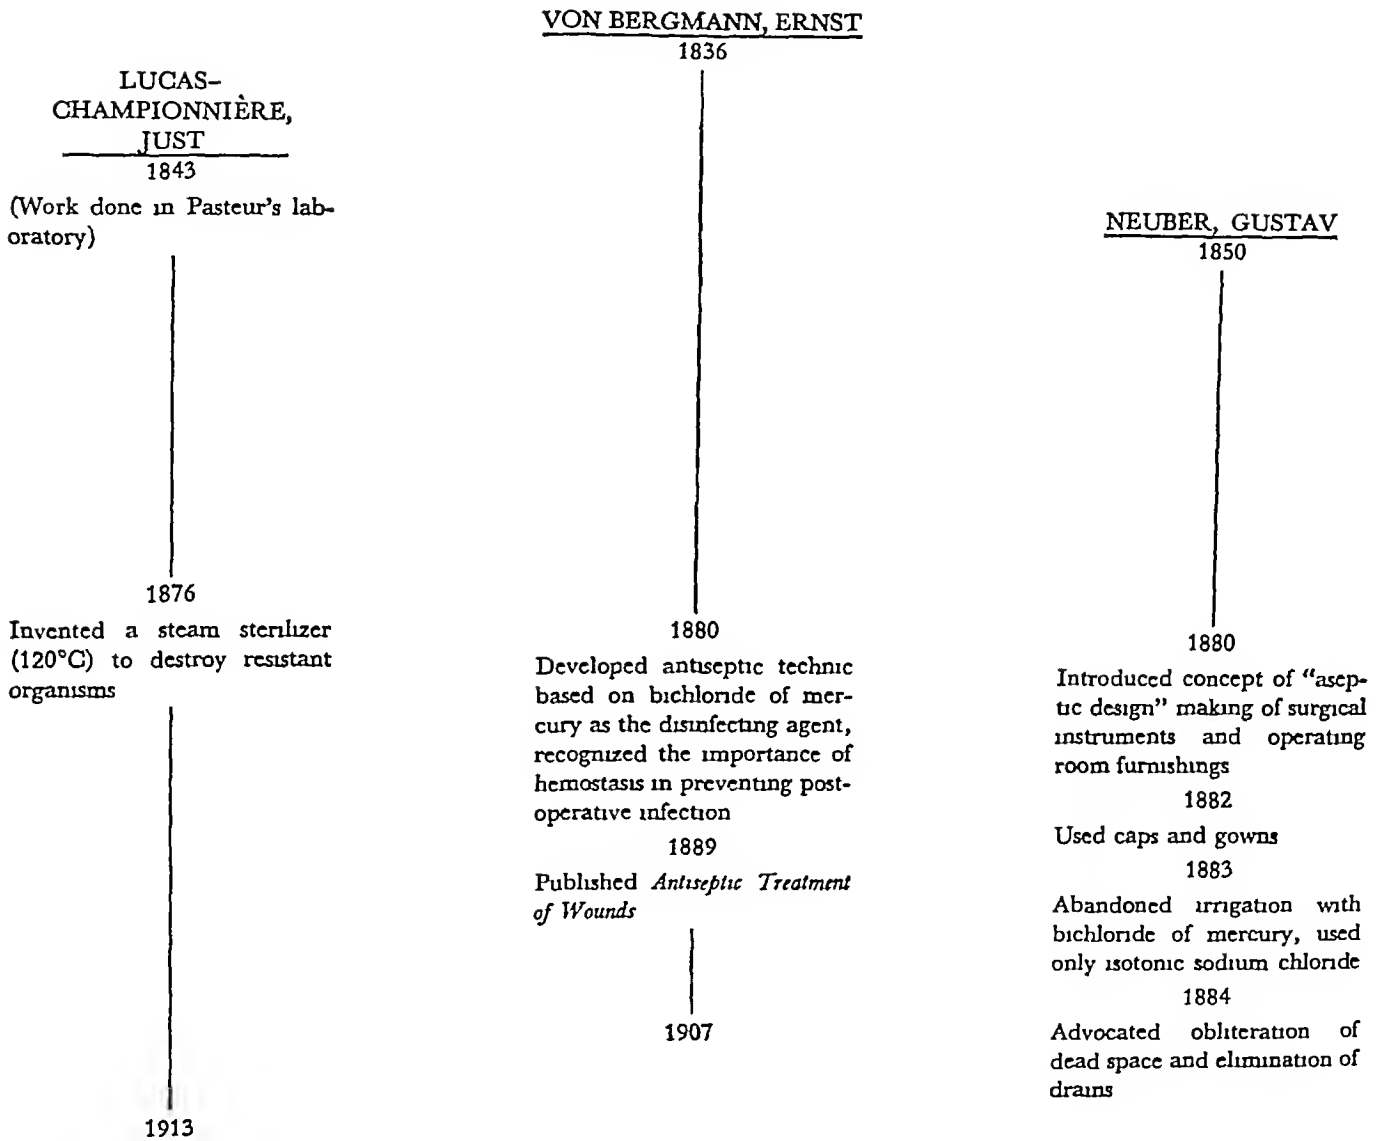 LUCAS-
CHAMPIONNIÈRE,
JUST
1843
(Work done in Pasteur's lab-
oratory)
1876
Invented a steam sterilizer
(120°C) to destroy resistant
organisms
1913
VON BERGMANN, ERNST
1836
1880
Developed antiseptic technic
based on bichloride of mer-
cury as the disinfecting agent,
recognized the importance of
hemostasis in preventing post-
operative infection
1889
Published Antiseptic Treatment
of Wounds
1907
NEUBER, GUSTAV
1850
1880
Introduced concept of "asep-
tic design" making of surgical
instruments and operating
room furnishings
1882
Used caps and gowns
1883
Abandoned irrigation with
bichloride of mercury, used
only isotonic sodium chloride
1884
Advocated obliteration of
dead space and elimination of
drains